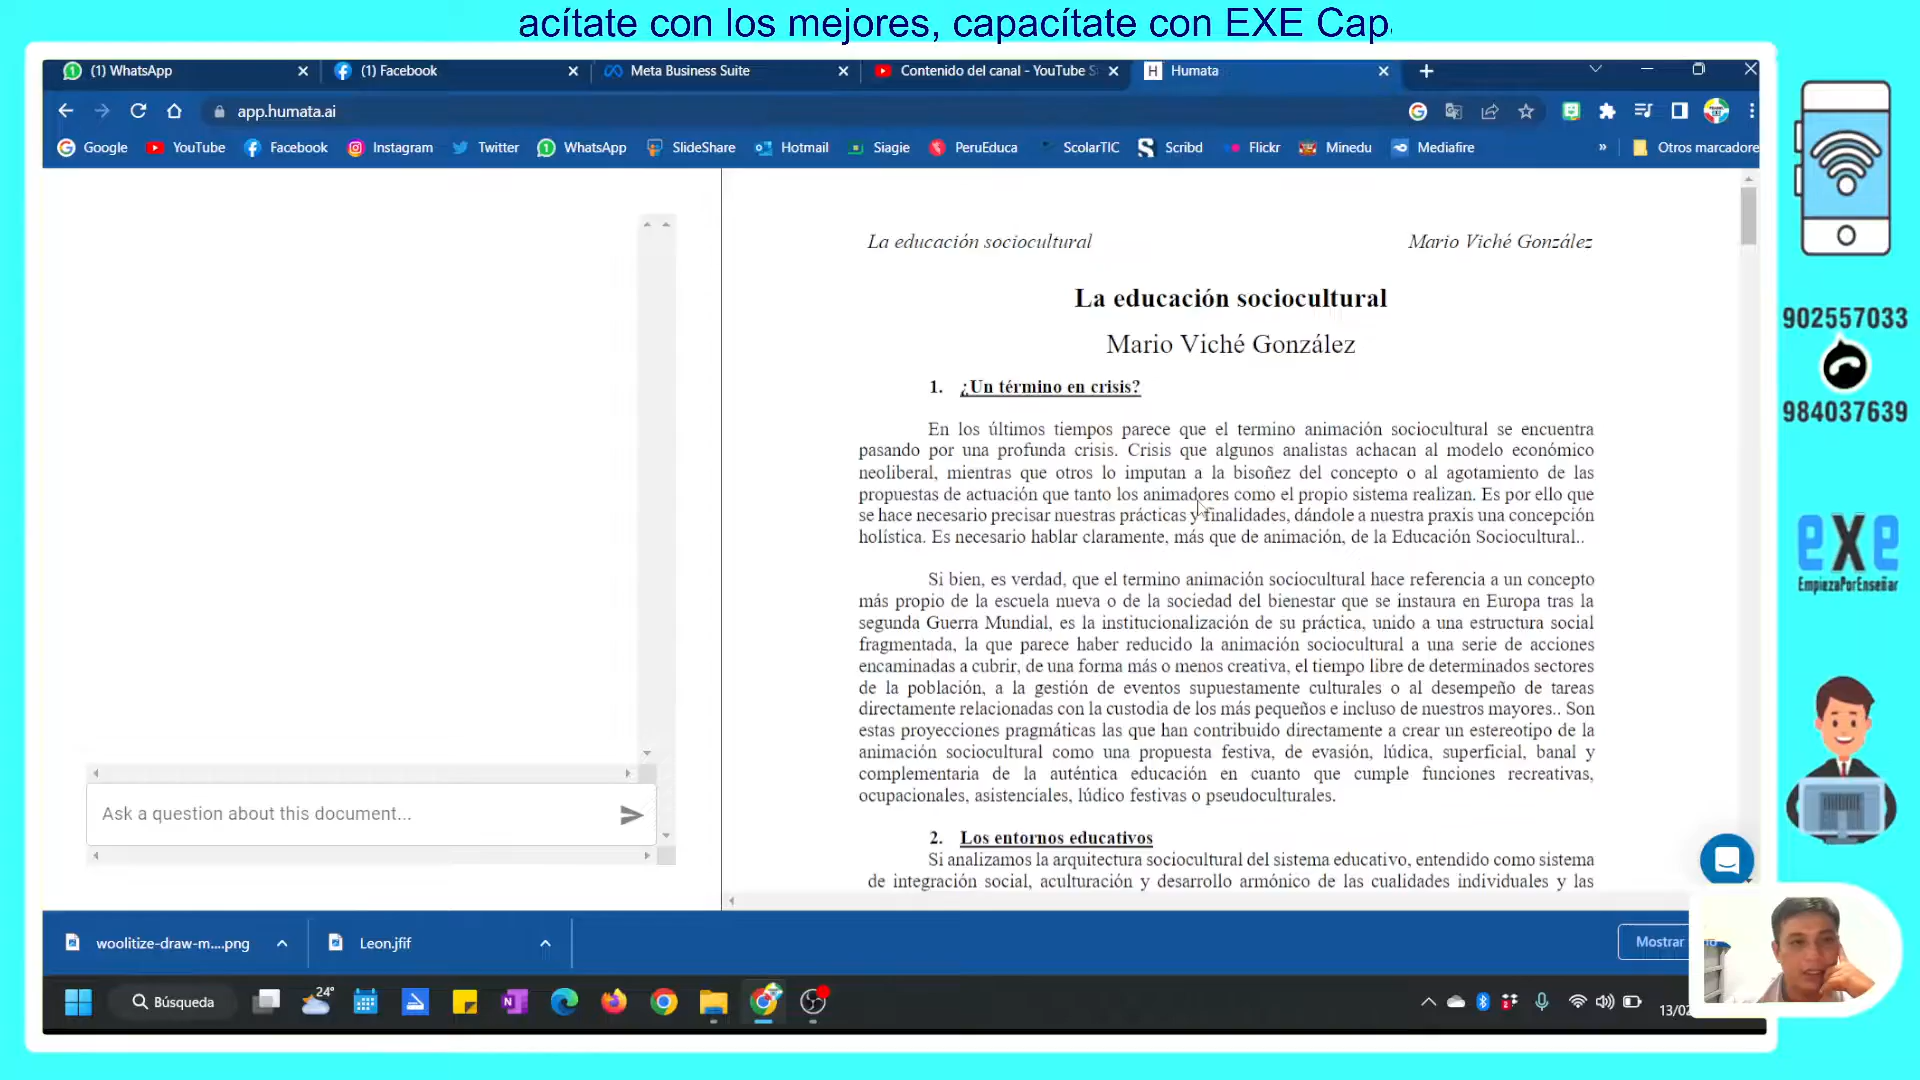 acítate con los mejores, capacítate con EXE Cap
(1) WhatsApp
(1) Facebook
Meta Business Suite
Contenido del canal - YouTube S
Humata
app.humata.ai
Google
YouTube
Facebook
Instagram
Twitter
WhatsApp
SlideShare
Hotmail
Siagie
PeruEduca
ScolarTIC
Scribd
Flickr
Minedu
Mediafire
»
Otros marcadore
La educación sociocultural
Mario Viché González
La educación sociocultural
Mario Viché González
1. ¿Un término en crisis?
En los últimos tiempos parece que el termino animación sociocultural se encuentra
pasando por una profunda crisis. Crisis que algunos analistas achacan al modelo económico
neoliberal, mientras que otros lo imputan a la bisoñez del concepto o al agotamiento de las
propuestas de actuación que tanto los animadores como el propio sistema realizan. Es por ello que
se hace necesario precisar nuestras prácticas y finalidades, dándole a nuestra praxis una concepción
holística. Es necesario hablar claramente, más que de animación, de la Educación Sociocultural..
Si bien, es verdad, que el termino animación sociocultural hace referencia a un concepto
más propio de la escuela nueva o de la sociedad del bienestar que se instaura en Europa tras la
segunda Guerra Mundial, es la institucionalización de su práctica, unido a una estructura social
fragmentada, la que parece haber reducido la animación sociocultural a una serie de acciones
encaminadas a cubrir, de una forma más o menos creativa, el tiempo libre de determinados sectores
de la población, a la gestión de eventos supuestamente culturales o al desempeño de tareas
directamente relacionadas con la custodia de los más pequeños e incluso de nuestros mayores.. Son
estas proyecciones pragmáticas las que han contribuido directamente a crear un estereotipo de la
animación sociocultural como una propuesta festiva, de evasión, lúdica, superficial, banal y
complementaria de la auténtica educación en cuanto que cumple funciones recreativas,
ocupacionales, asistenciales, lúdico festivas o pseudoculturales.
2. Los entornos educativos
Si analizamos la arquitectura sociocultural del sistema educativo, entendido como sistema
de integración social, aculturación y desarrollo armónico de las cualidades individuales y las
Ask a question about this document...
woolitize-draw-m....png
Leon.jfif
Mostrar
Búsqueda
24°
13/02
902557033
984037639
eXe
EmpiezaPorEnseñar